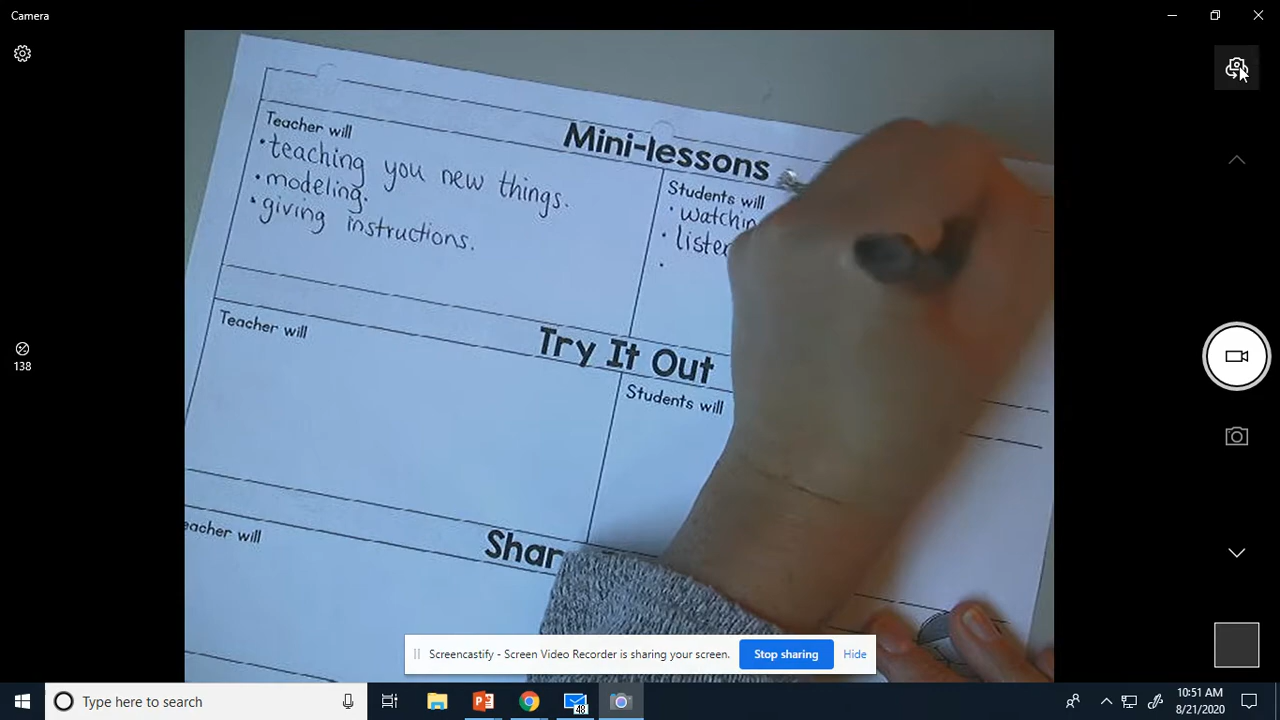 Camera
Mini-lessons
Teacher will
• teaching you new things.
• modeling.
• giving instructions.
Students will
• watchin
• listen
•
Try It Out
Teacher will
Students will
Shar
eacher will
138
Screencastify - Screen Video Recorder is sharing your screen.
Stop sharing
Hide
Type here to search
48
10:51 AM
8/21/2020